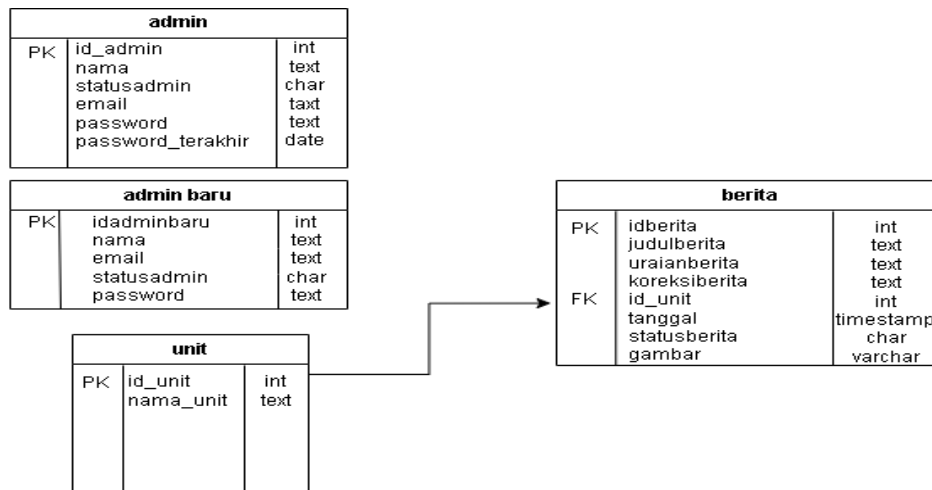 admin
PK id_admin int
nama text
statusadmin char
email taxt
password text
password_terakhir date
admin baru
PK idadminbaru int
nama text
email text
statusadmin char
password text
unit
PK id_unit int
nama_unit text
berita
PK idberita int
judulberita text
uraianberita text
koreksiberita text
FK id_unit int
tanggal timestamp
statusberita char
gambar varchar